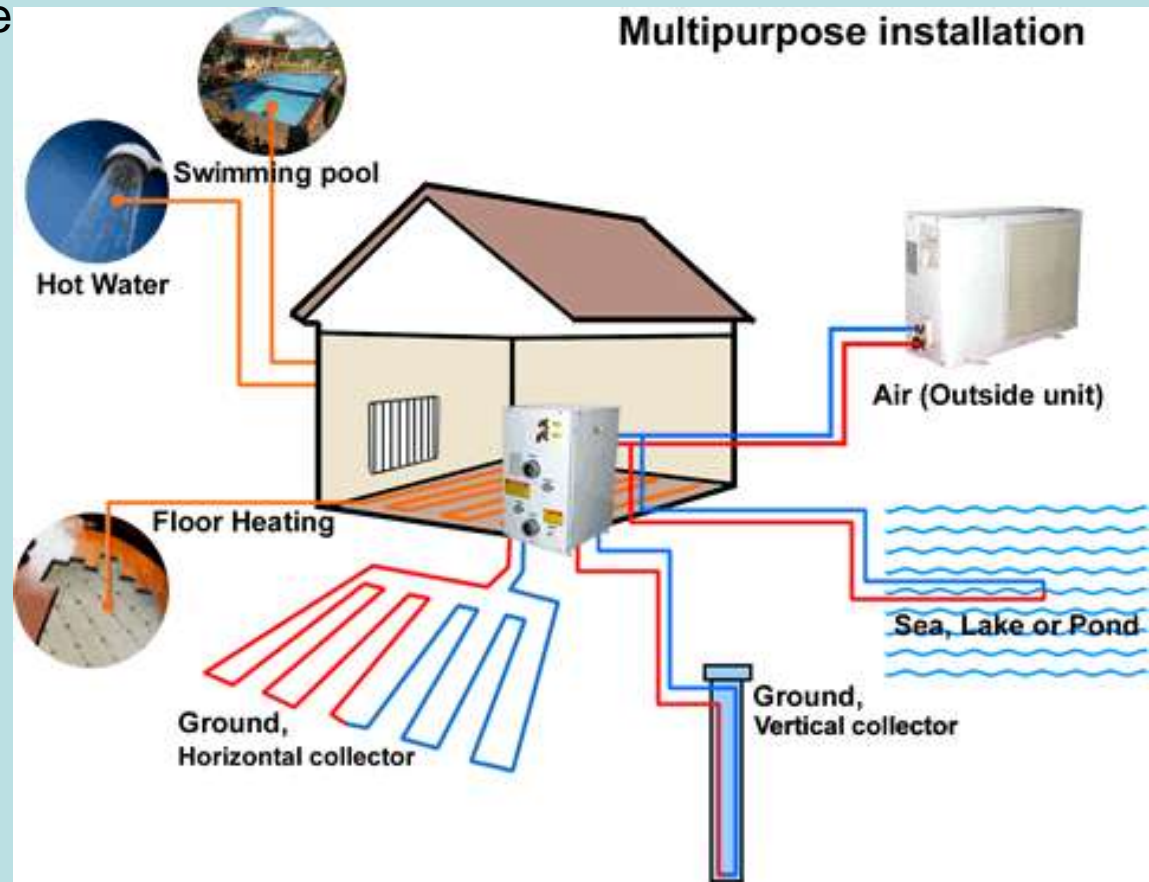 e
Multipurpose installation
Swimming pool
Hot Water
Air (Outside unit)
Floor Heating
Sea, Lake or Pond
Ground,
Vertical collector
Ground,
Horizontal collector